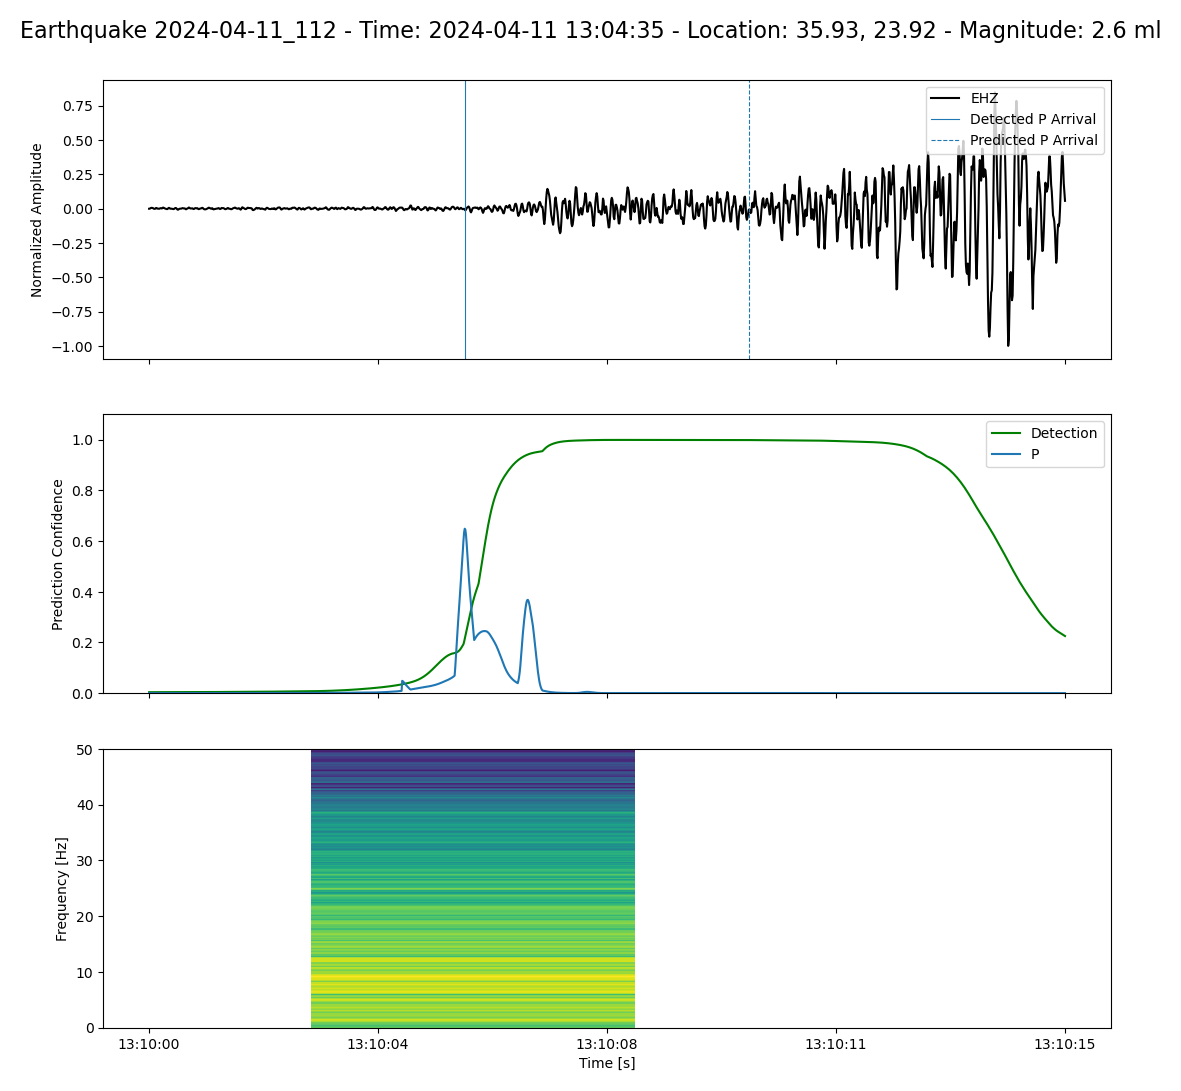 Earthquake 2024-04-11_112 - Time: 2024-04-11 13:04:35 - Location: 35.93, 23.92 - Magnitude: 2.6 ml
Normalized Amplitude
0.75
0.50
0.25
0.00
−0.25
−0.50
−0.75
−1.00
EHZ
Detected P Arrival
Predicted P Arrival
Prediction Confidence
1.0
0.8
0.6
0.4
0.2
0.0
Detection
P
Frequency [Hz]
50
40
30
20
10
0
13:10:00 13:10:04 13:10:08 13:10:11 13:10:15
Time [s]